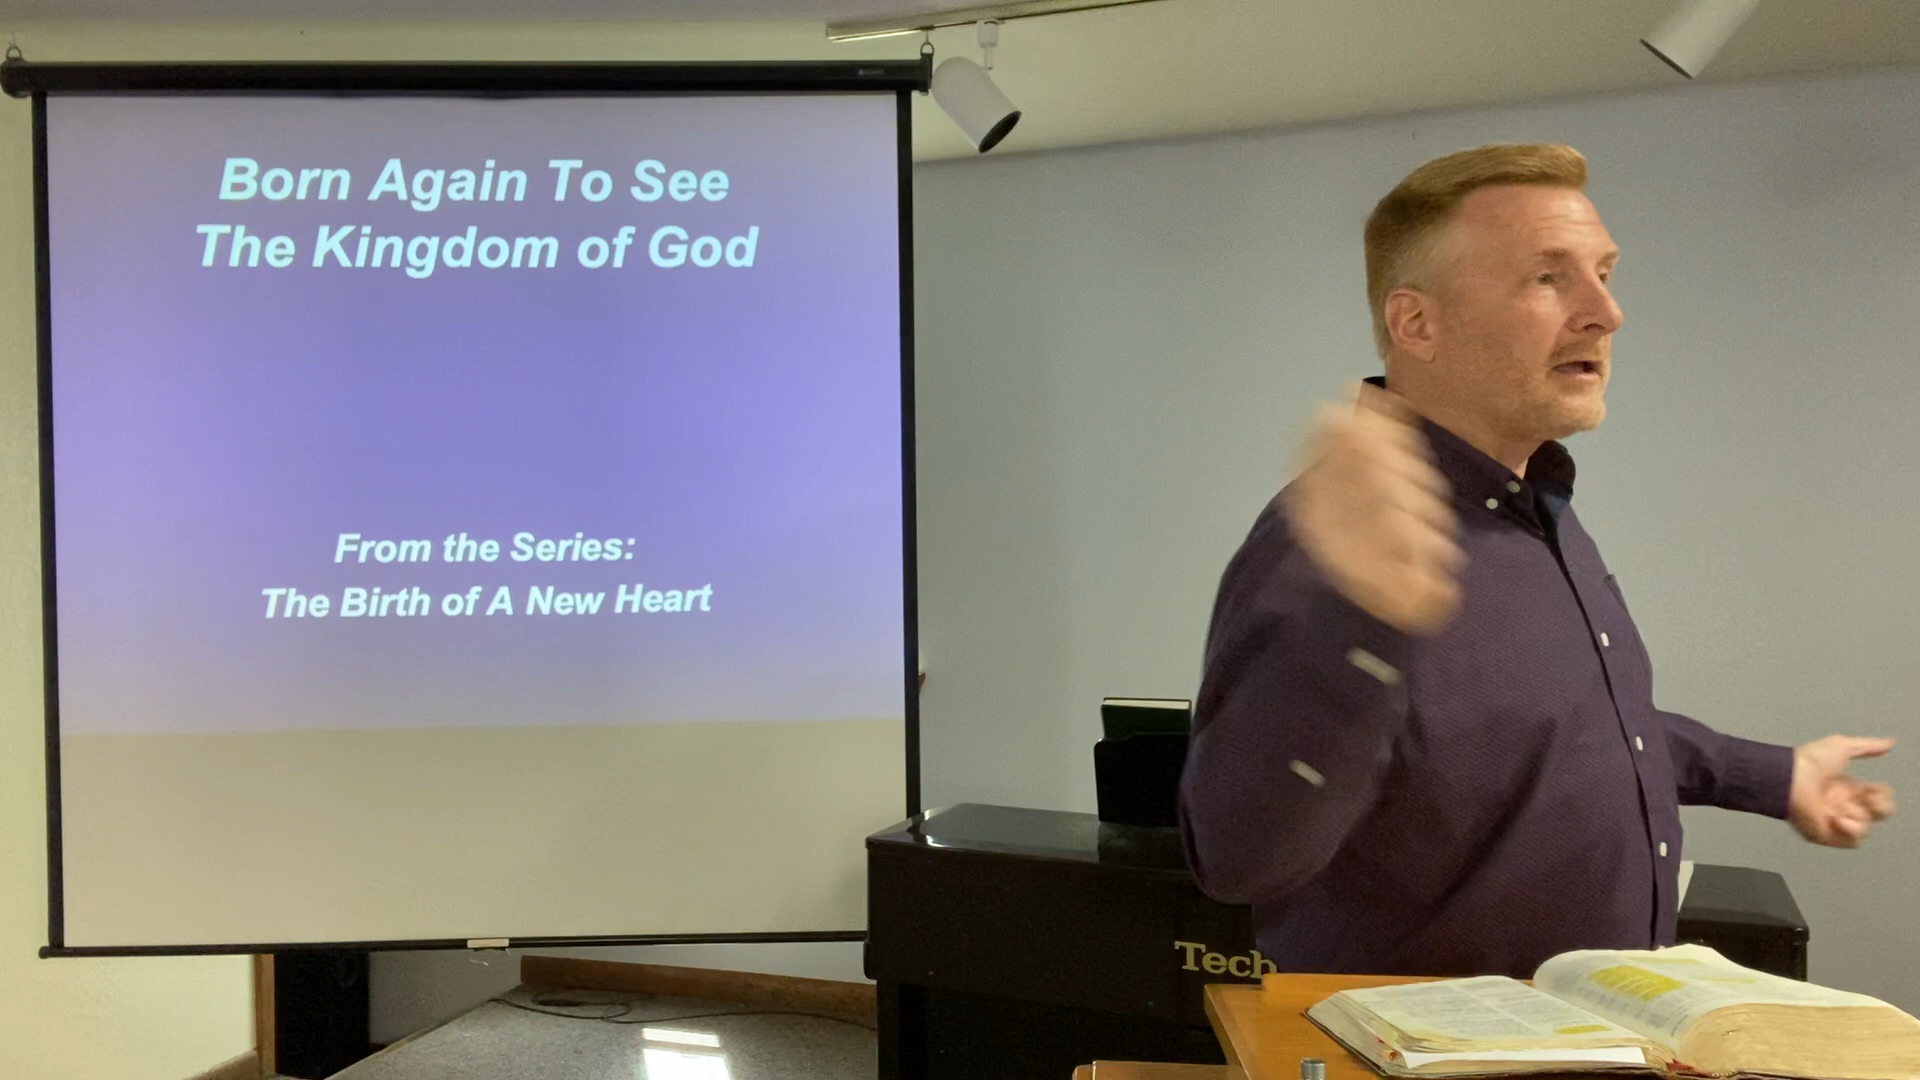 Born Again To See
The Kingdom of God
From the Series:
The Birth of A New Heart
Tech